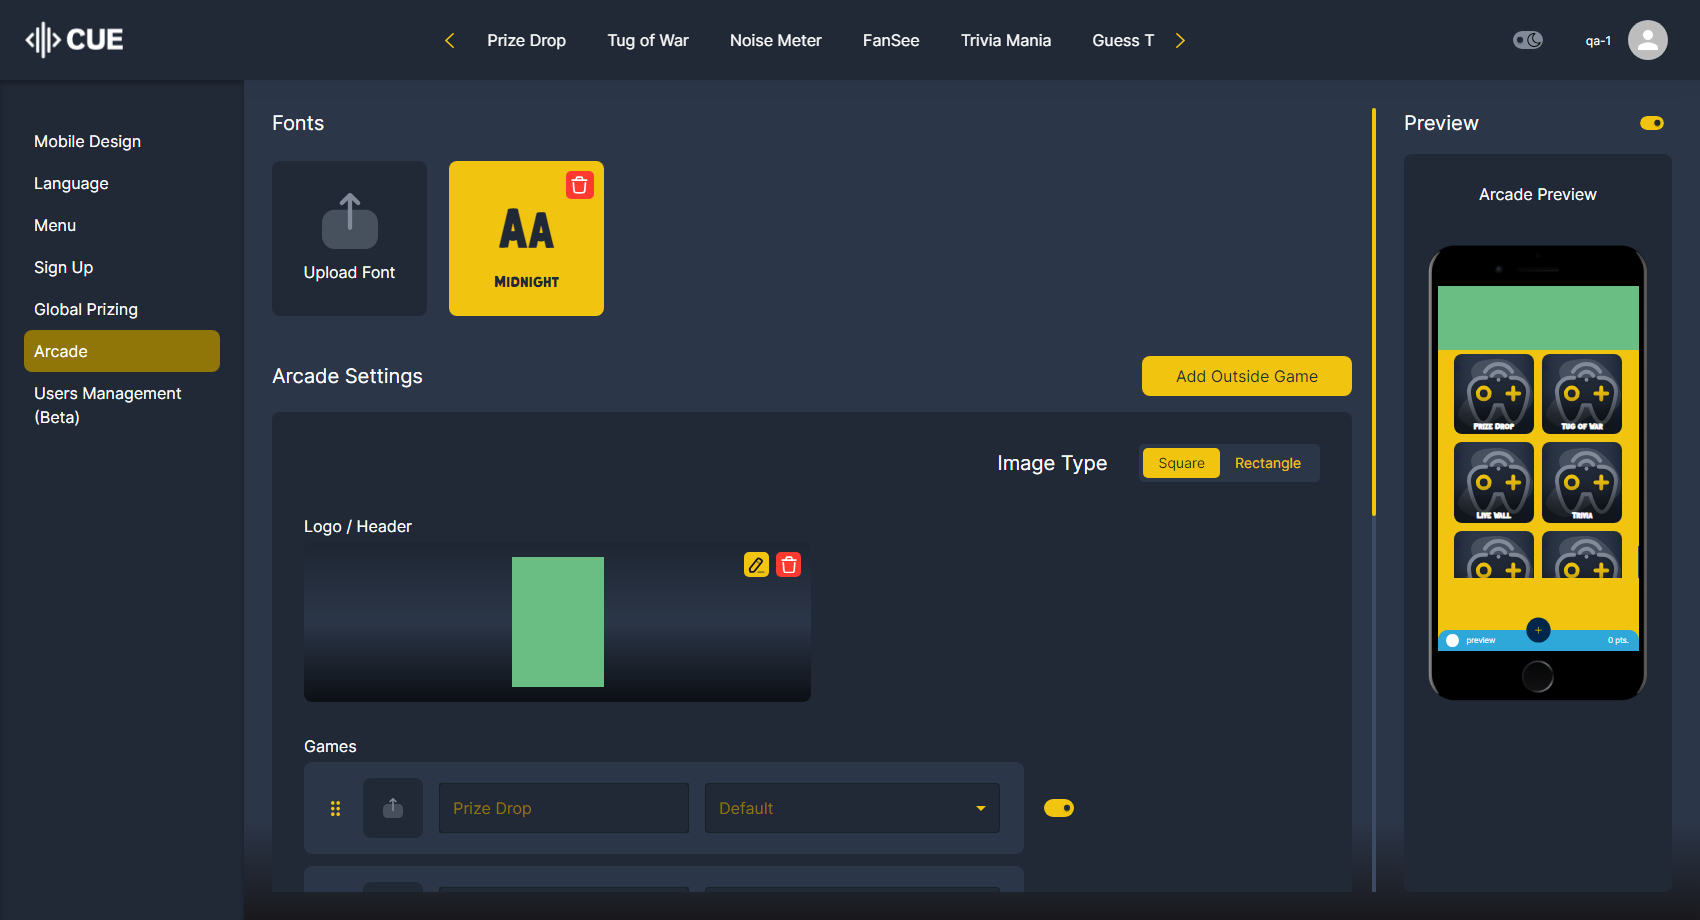 CUE
Prize Drop
Tug of War
Noise Meter
FanSee
Trivia Mania
Guess T
qa-1
Mobile Design
Language
Menu
Sign Up
Global Prizing
Arcade
Users Management
(Beta)
Fonts
Upload Font
AA
MIDNIGHT
Arcade Settings
Add Outside Game
Image Type
Square
Rectangle
Logo / Header
Games
Prize Drop
Default
Preview
Arcade Preview
PRIZE DROP
TUG OF WAR
LIVE WALL
TRIVIA
preview
0 pts.